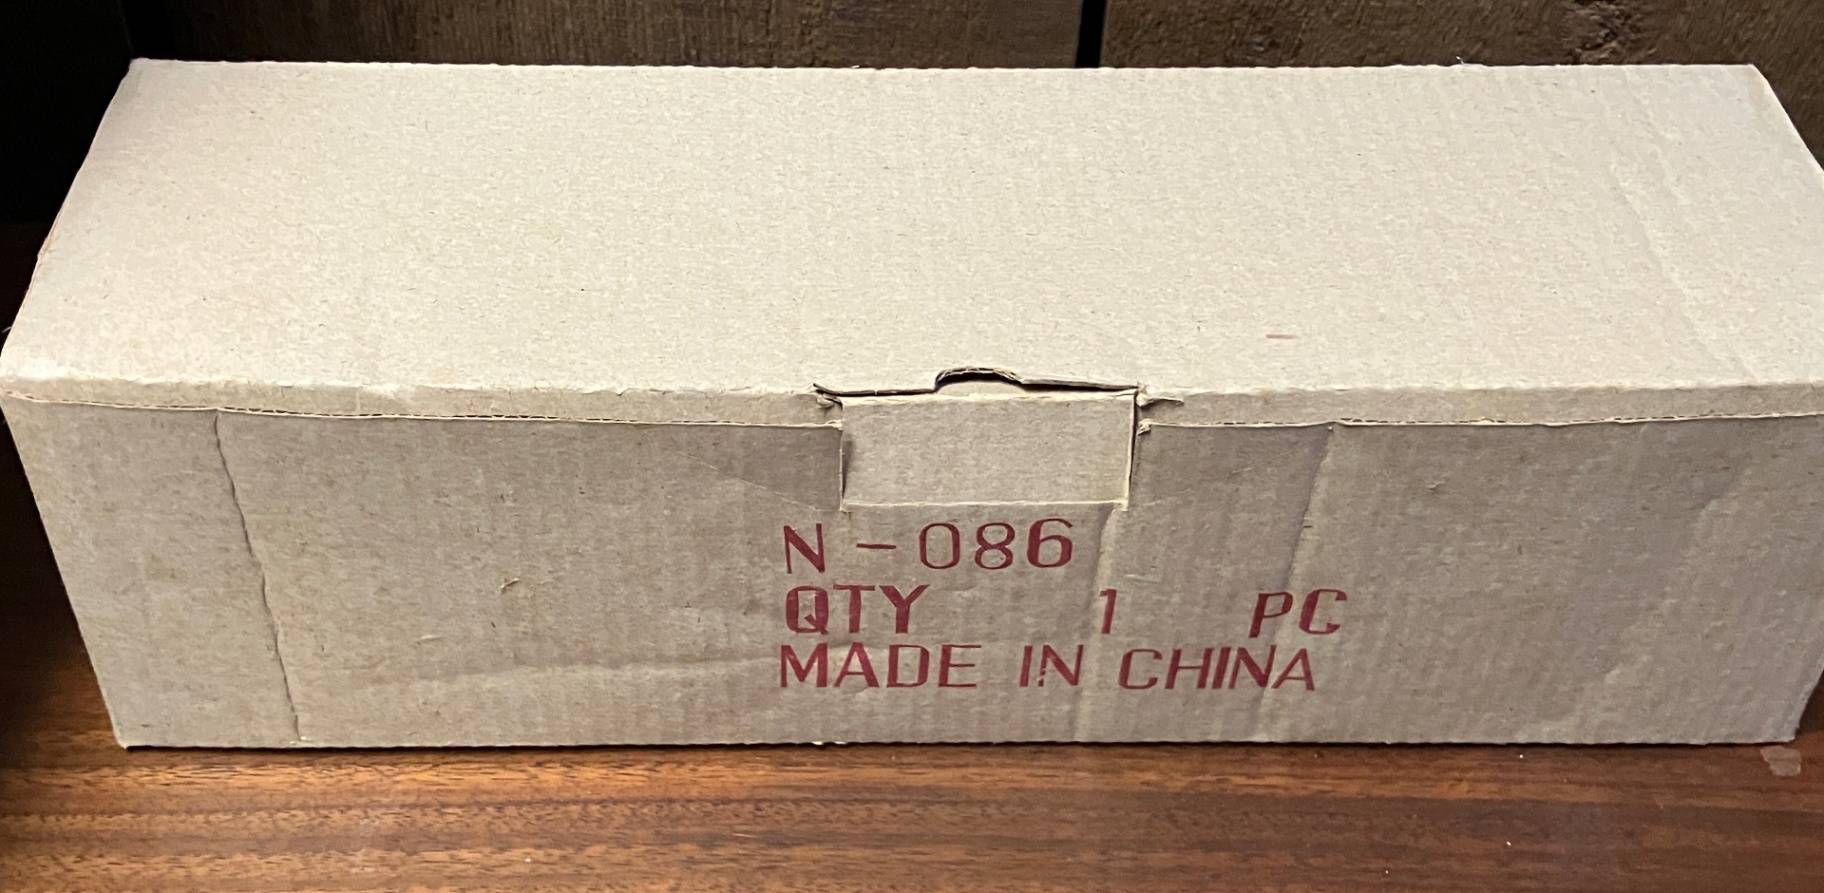 N-086
QTY 1 PC
MADE IN CHINA